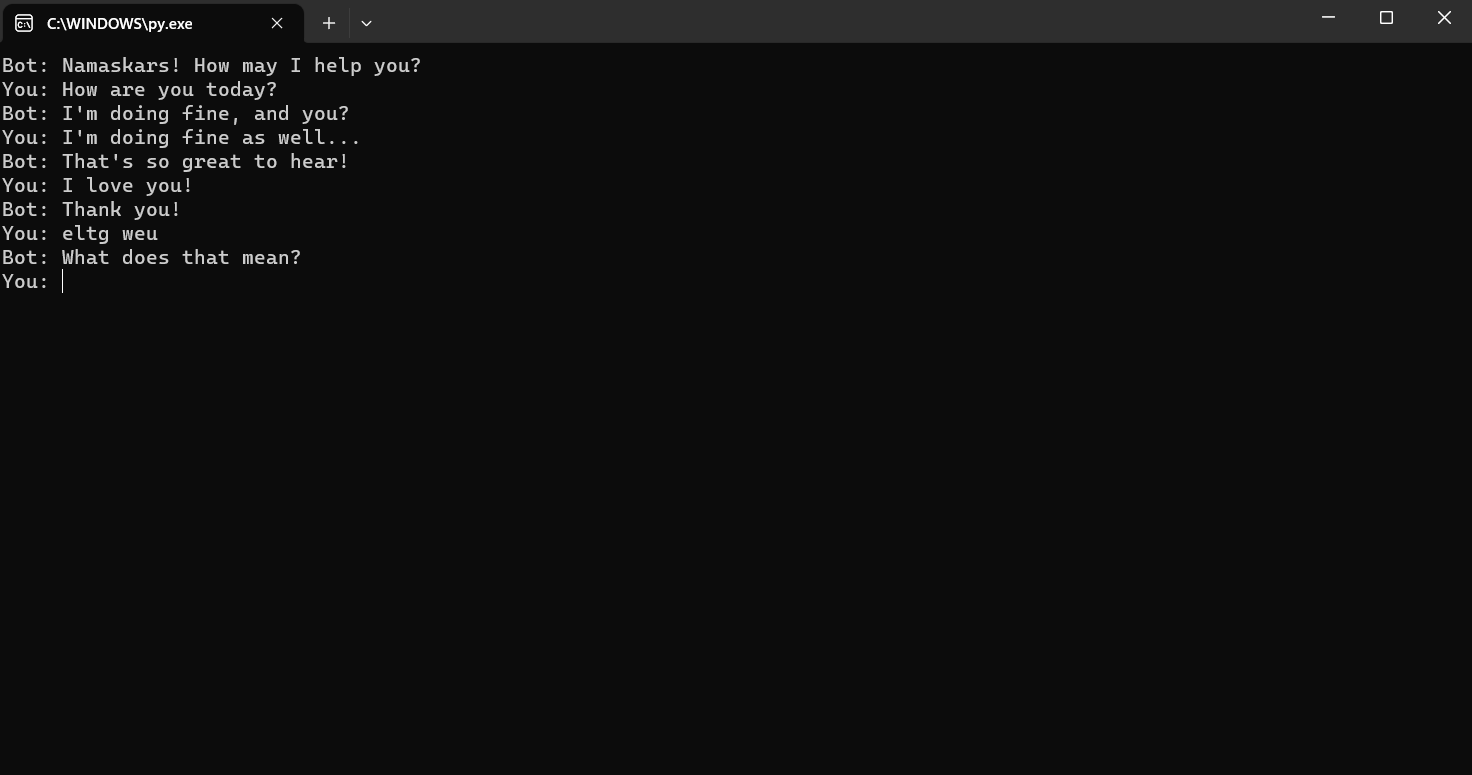 C:\WINDOWS\py.exe
Bot: Namaskars! How may I help you?
You: How are you today?
Bot: I'm doing fine, and you?
You: I'm doing fine as well...
Bot: That's so great to hear!
You: I love you!
Bot: Thank you!
You: eltg weu
Bot: What does that mean?
You: